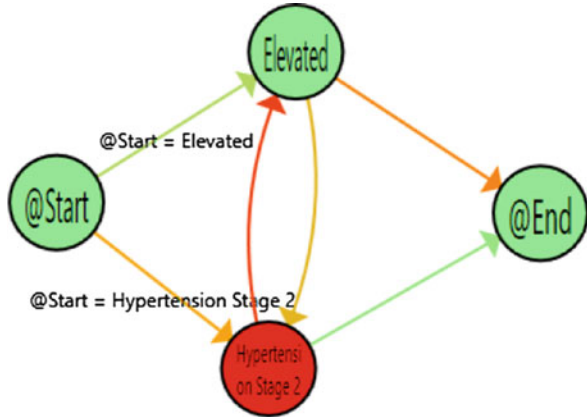 Elevated
@Start = Elevated
@Start
@End
@Start = Hypertension Stage 2
Hypertensi
on Stage 2